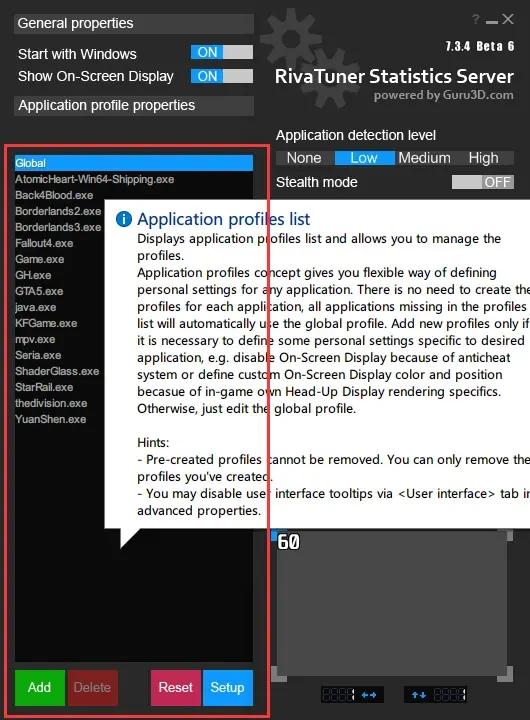 General properties
? _ ×
Start with Windows
ON
Show On-Screen Display
ON
7.3.4 Beta 6
RivaTuner Statistics Server
powered by Guru3D.com
Application profile properties
Application detection level
None Low Medium High
Stealth mode
OFF
Global
AtomicHeart-Win64-Shipping.exe
Back4Blood.exe
Borderlands2.exe
Borderlands3.exe
Fallout4.exe
Game.exe
GH.exe
GTA5.exe
java.exe
KFGame.exe
mpv.exe
Seria.exe
ShaderGlass.exe
StarRail.exe
thedivision.exe
YuanShen.exe
Application profiles list
Displays application profiles list and allows you to manage the
profiles.
Application profiles concept gives you flexible way of defining
personal settings for any application. There is no need to create the
profiles for each application, all applications missing in the profiles
list will automatically use the global profile. Add new profiles only if
it is necessary to define some personal settings specific to desired
application, e.g. disable On-Screen Display because of anticheat
system or define custom On-Screen Display color and position
becasue of in-game own Head-Up Display rendering specifics.
Otherwise, just edit the global profile.
Hints:
- Pre-created profiles cannot be removed. You can only remove the
profiles you've created.
- You may disable user interface tooltips via <User interface> tab in
advanced properties.
60
Add Delete Reset Setup
1
1